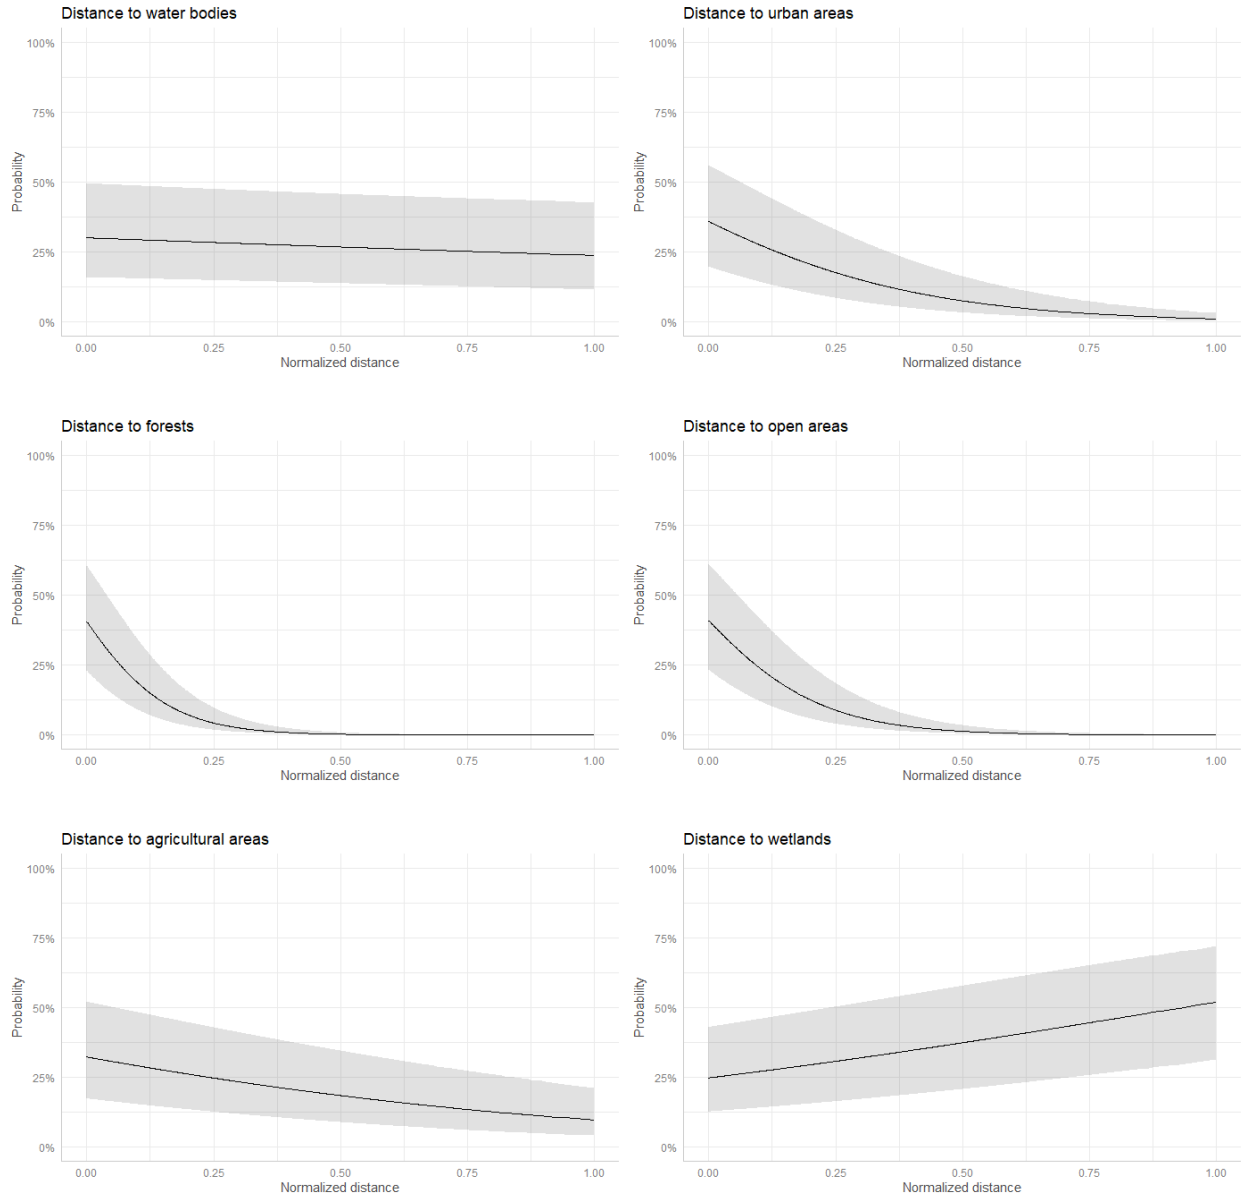 Distance to water bodies
100%
75%
50%
25%
0%
Probability
0.00 0.25 0.50 0.75 1.00
Normalized distance
Distance to urban areas
100%
75%
50%
25%
0%
Probability
0.00 0.25 0.50 0.75 1.00
Normalized distance
Distance to forests
100%
75%
50%
25%
0%
Probability
0.00 0.25 0.50 0.75 1.00
Normalized distance
Distance to open areas
100%
75%
50%
25%
0%
Probability
0.00 0.25 0.50 0.75 1.00
Normalized distance
Distance to agricultural areas
100%
75%
50%
25%
0%
Probability
0.00 0.25 0.50 0.75 1.00
Normalized distance
Distance to wetlands
100%
75%
50%
25%
0%
Probability
0.00 0.25 0.50 0.75 1.00
Normalized distance